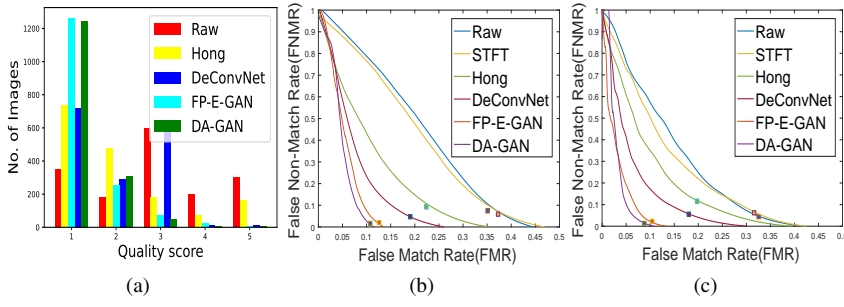 No. of Images
1200
1000
800
600
400
200
0
1
2
3
4
5
Quality score
Raw
Hong
DeConvNet
FP-E-GAN
DA-GAN
(a)
False Non-Match Rate(FNMR)
1
0.9
0.8
0.7
0.6
0.5
0.4
0.3
0.2
0.1
0
0
0.05
0.1
0.15
0.2
0.25
0.3
0.35
0.4
0.45
0.5
False Match Rate(FMR)
Raw
STFT
Hong
DeConvNet
FP-E-GAN
DA-GAN
(b)
False Non-Match Rate(FNMR)
1
0.9
0.8
0.7
0.6
0.5
0.4
0.3
0.2
0.1
0
0
0.05
0.1
0.15
0.2
0.25
0.3
0.35
0.4
0.45
0.5
False Match Rate(FMR)
Raw
STFT
Hong
DeConvNet
FP-E-GAN
DA-GAN
(c)